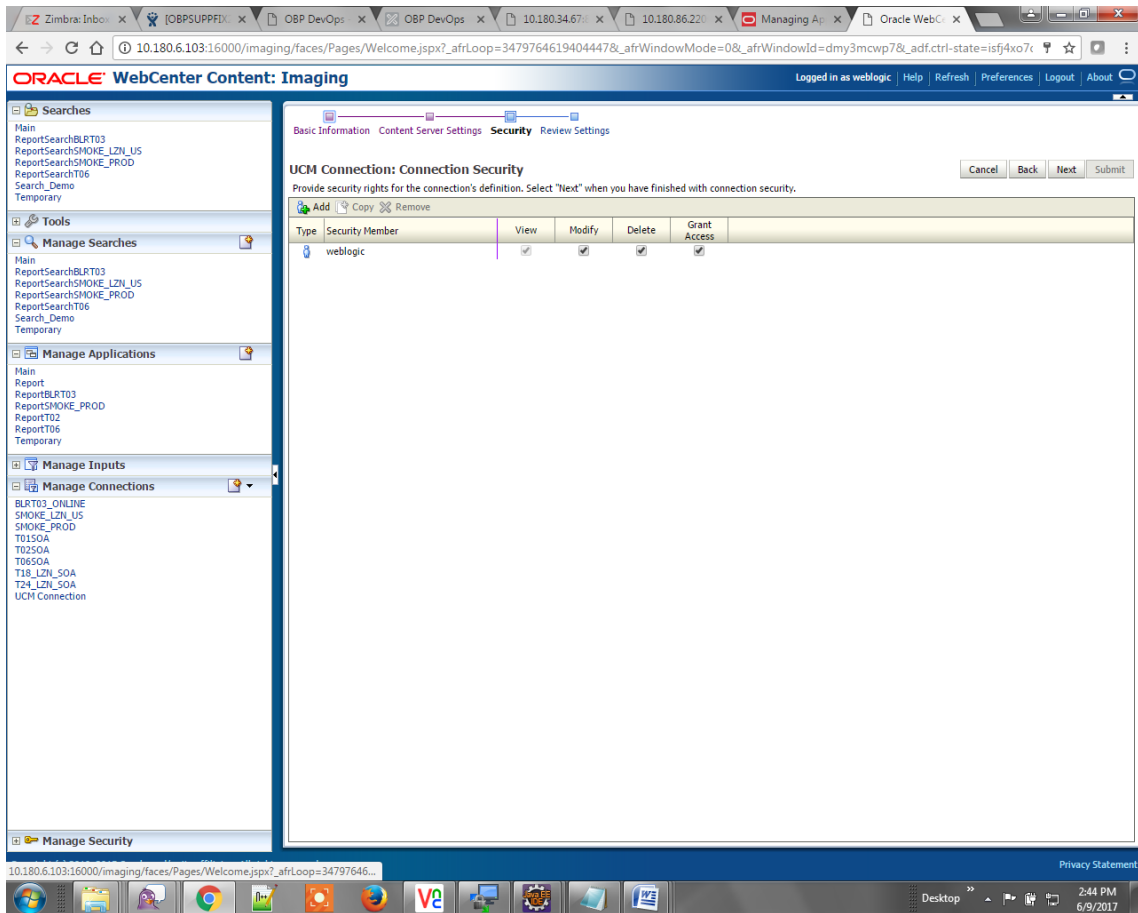 Zimbra: Inbo
[OBPSUPPFIX]
OBP DevOps
OBP DevOps
10.180.34.67:
10.180.86.220
Managing Ap
Oracle WebCe
10.180.6.103:16000/imaging/faces/Pages/Welcome.jspx?_afrLoop=34797646194044478&_afrWindowMode=0&_afrWindowId=dmy3mcwp7&_adf.ctrl-state=isfj4xo7c
ORACLE WebCenter Content: Imaging
Logged in as weblogic | Help | Refresh | Preferences | Logout | About
Searches
Main
ReportSearchBLRT03
ReportSearchSMOKE_LZN_US
ReportSearchSMOKE_PROD
ReportSearchT06
Search_Demo
Temporary
Tools
Manage Searches
Main
ReportSearchBLRT03
ReportSearchSMOKE_LZN_US
ReportSearchSMOKE_PROD
ReportSearchT06
Search_Demo
Temporary
Manage Applications
Main
Report
ReportBLRT03
ReportSMOKE_PROD
ReportT02
ReportT06
Temporary
Manage Inputs
Manage Connections
BLRT03_ONLINE
SMOKE_LZN_US
SMOKE_PROD
T01SOA
T02SOA
T06SOA
T18_LZN_SOA
T24_LZN_SOA
UCM Connection
Manage Security
Basic Information Content Server Settings Security Review Settings
UCM Connection: Connection Security
Cancel Back Next Submit
Provide security rights for the connection's definition. Select "Next" when you have finished with connection security.
Add Copy Remove
Type Security Member View Modify Delete Grant Access
weblogic
10.180.6.103:16000/imaging/faces/Pages/Welcome.jspx?_afrLoop=34797646...
Privacy Statement
Desktop
2:44 PM
6/9/2017